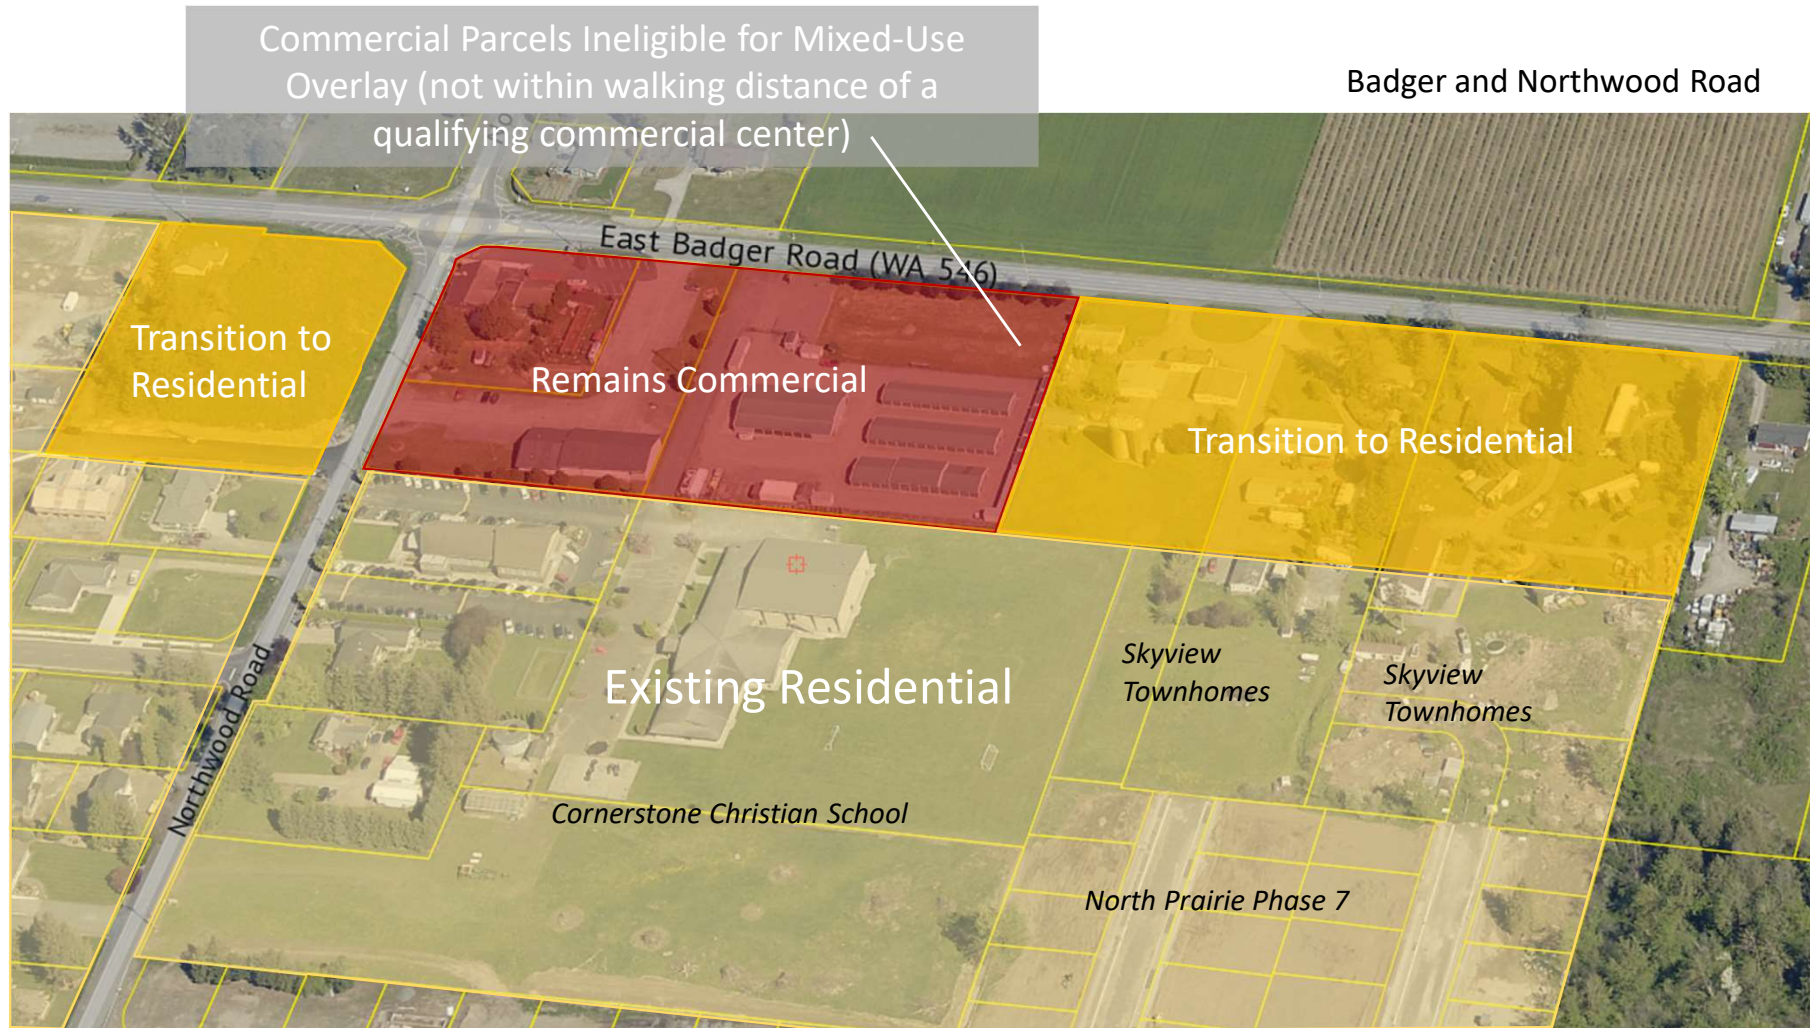 Commercial Parcels Ineligible for Mixed-Use
Overlay (not within walking distance of a
qualifying commercial center)
Badger and Northwood Road
East Badger Road (WA 546)
Transition to
Residential
Remains Commercial
Transition to Residential
Existing Residential
Skyview
Townhomes
Skyview
Townhomes
Northwood Road
Cornerstone Christian School
North Prairie Phase 7